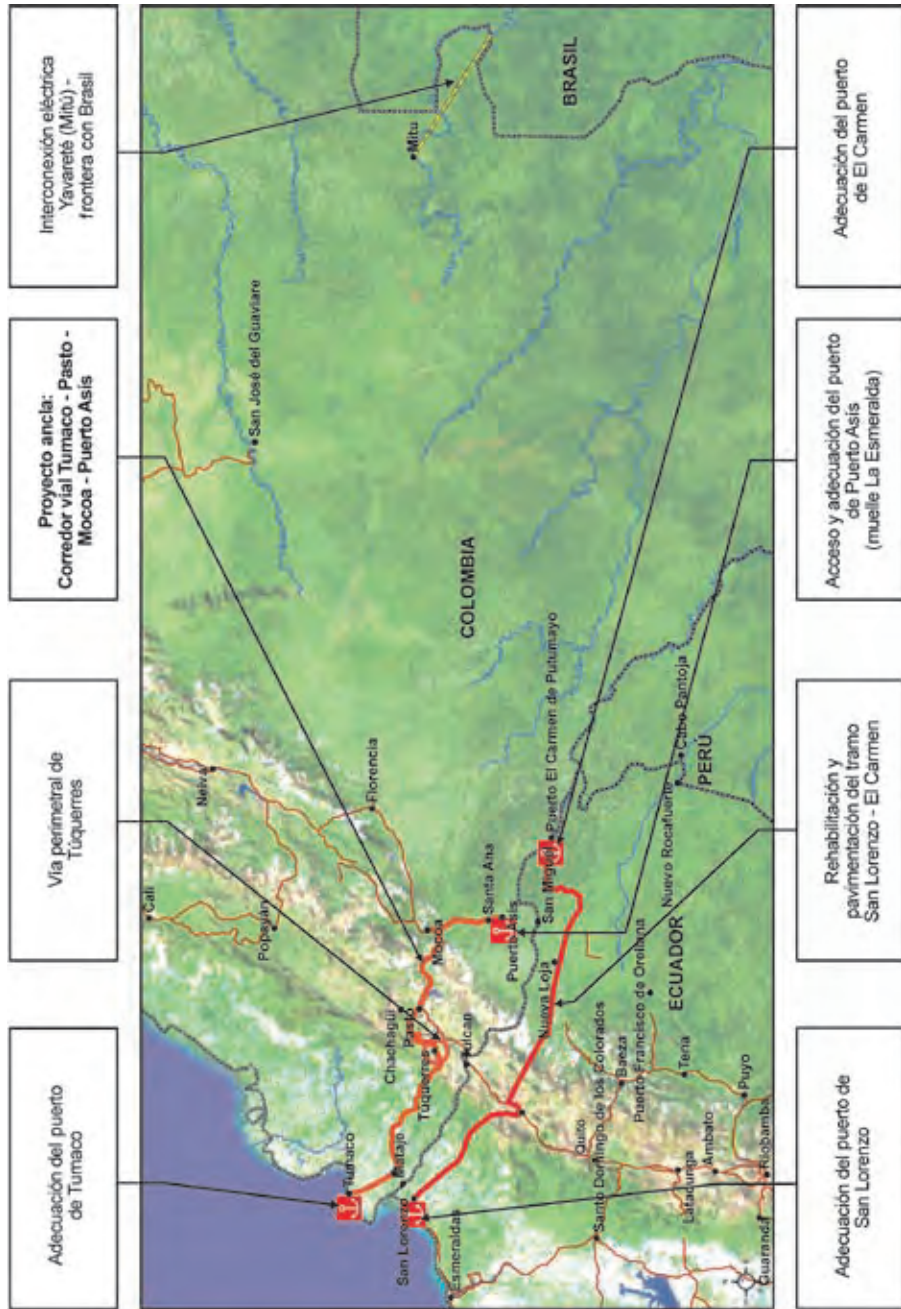 Adecuación del puerto
de Tumaco
Vía perimetral de
Túquerres
Proyecto ancla:
Corredor vial Tumaco - Pasto -
Mocoa - Puerto Asís
Interconexión eléctrica
Yavareté (Mitú) -
frontera con Brasil
Cali
Neiva
Popayán
Florencia
San José del Guaviare
Mitu
BRASIL
COLOMBIA
Tumaco
Mataje
San Lorenzo
Esmeraldas
Chachagüí
Pasto
Túquerres
Tulcan
Mocoa
Santa Ana
Puerto Asís
San Miguel
Puerto El Carmen de Putumayo
Nueva Loja
Quito
Santo Domingo de los Colorados
Baeza
Puerto Francisco de Orellana
ECUADOR
Tena
Puyo
Latacunga
Ambato
Riobamba
Guaranda
Nuevo Rocafuerte
Cabo Pantoja
PERÚ
Adecuación del puerto de
San Lorenzo
Rehabilitación y
pavimentación del tramo
San Lorenzo - El Carmen
Acceso y adecuación del puerto
de Puerto Asís
(muelle La Esmeralda)
Adecuación del puerto
de El Carmen